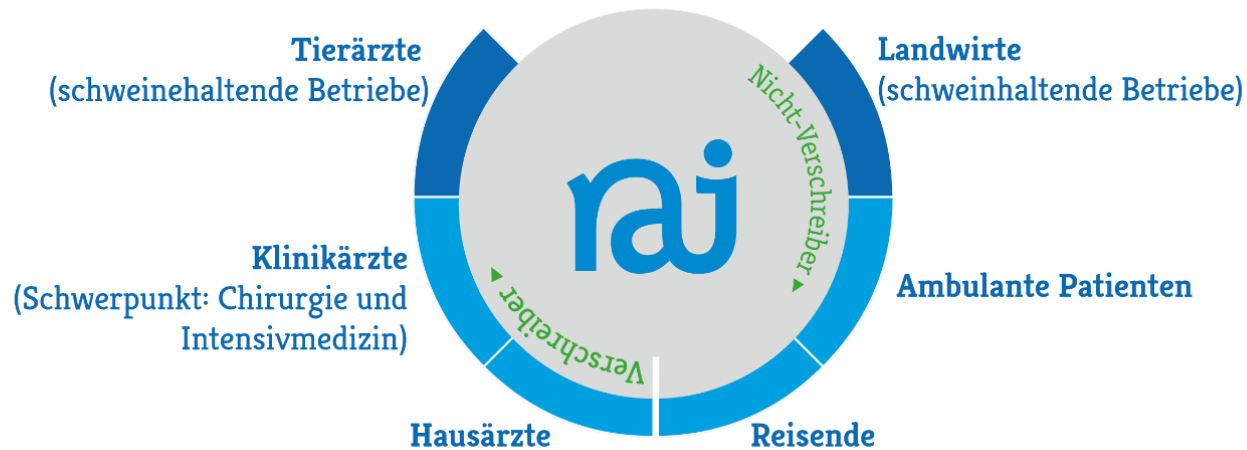 Tierärzte
(schweinehaltende Betriebe)
Klinikärzte
(Schwerpunkt: Chirurgie und
Intensivmedizin)
Hausärzte
Verschreiber
rai
Nicht-Verschreiber
Landwirte
(schweinhaltende Betriebe)
Ambulante Patienten
Reisende